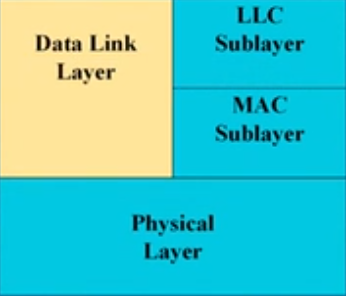 Data Link
Layer
LLC
Sublayer
MAC
Sublayer
Physical
Layer